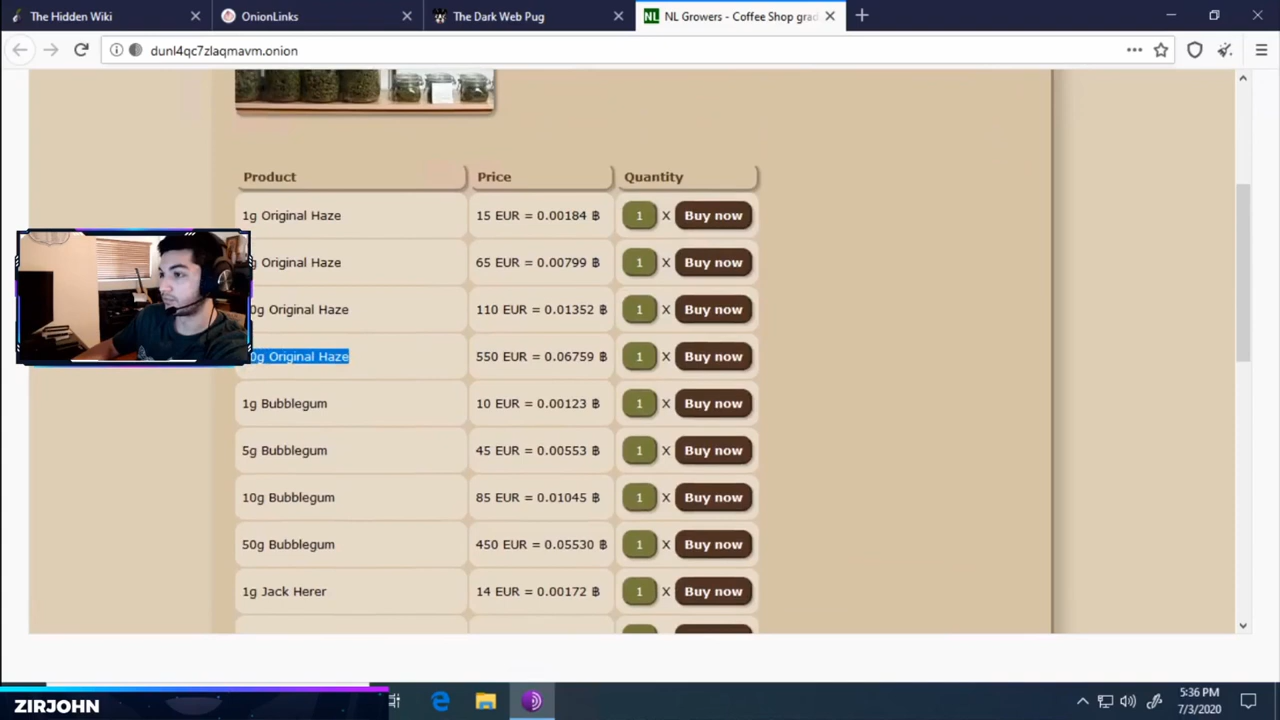 The Hidden Wiki
OnionLinks
The Dark Web Pug
NL Growers - Coffee Shop grad
dunl4qc7zlaqmavm.onion
Product Price Quantity
1g Original Haze 15 EUR = 0.00184 ฿ 1 X Buy now
g Original Haze 65 EUR = 0.00799 ฿ 1 X Buy now
0g Original Haze 110 EUR = 0.01352 ฿ 1 X Buy now
0g Original Haze 550 EUR = 0.06759 ฿ 1 X Buy now
1g Bubblegum 10 EUR = 0.00123 ฿ 1 X Buy now
5g Bubblegum 45 EUR = 0.00553 ฿ 1 X Buy now
10g Bubblegum 85 EUR = 0.01045 ฿ 1 X Buy now
50g Bubblegum 450 EUR = 0.05530 ฿ 1 X Buy now
1g Jack Herer 14 EUR = 0.00172 ฿ 1 X Buy now
ZIRJOHN
5:36 PM
7/3/2020